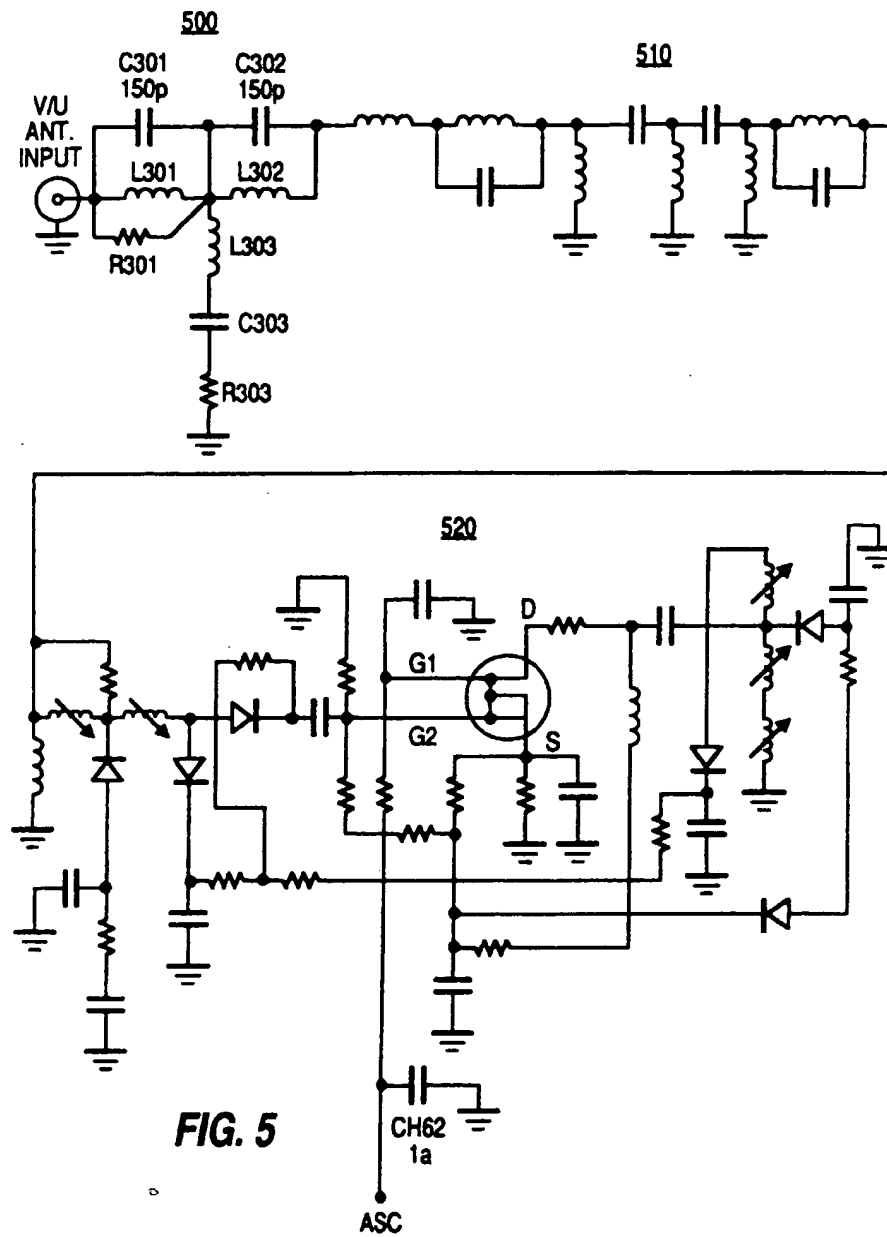 500
C301
150p
C302
150p
510
V/U
ANT.
INPUT
L301
L302
R301
L303
C303
R303
520
D
G1
G2
S
CH62
1a
FIG. 5
ASC